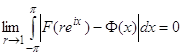 lim_{r→1} ∫_{-π}^{π} |F(re^{ix}) − Φ(x)| dx = 0